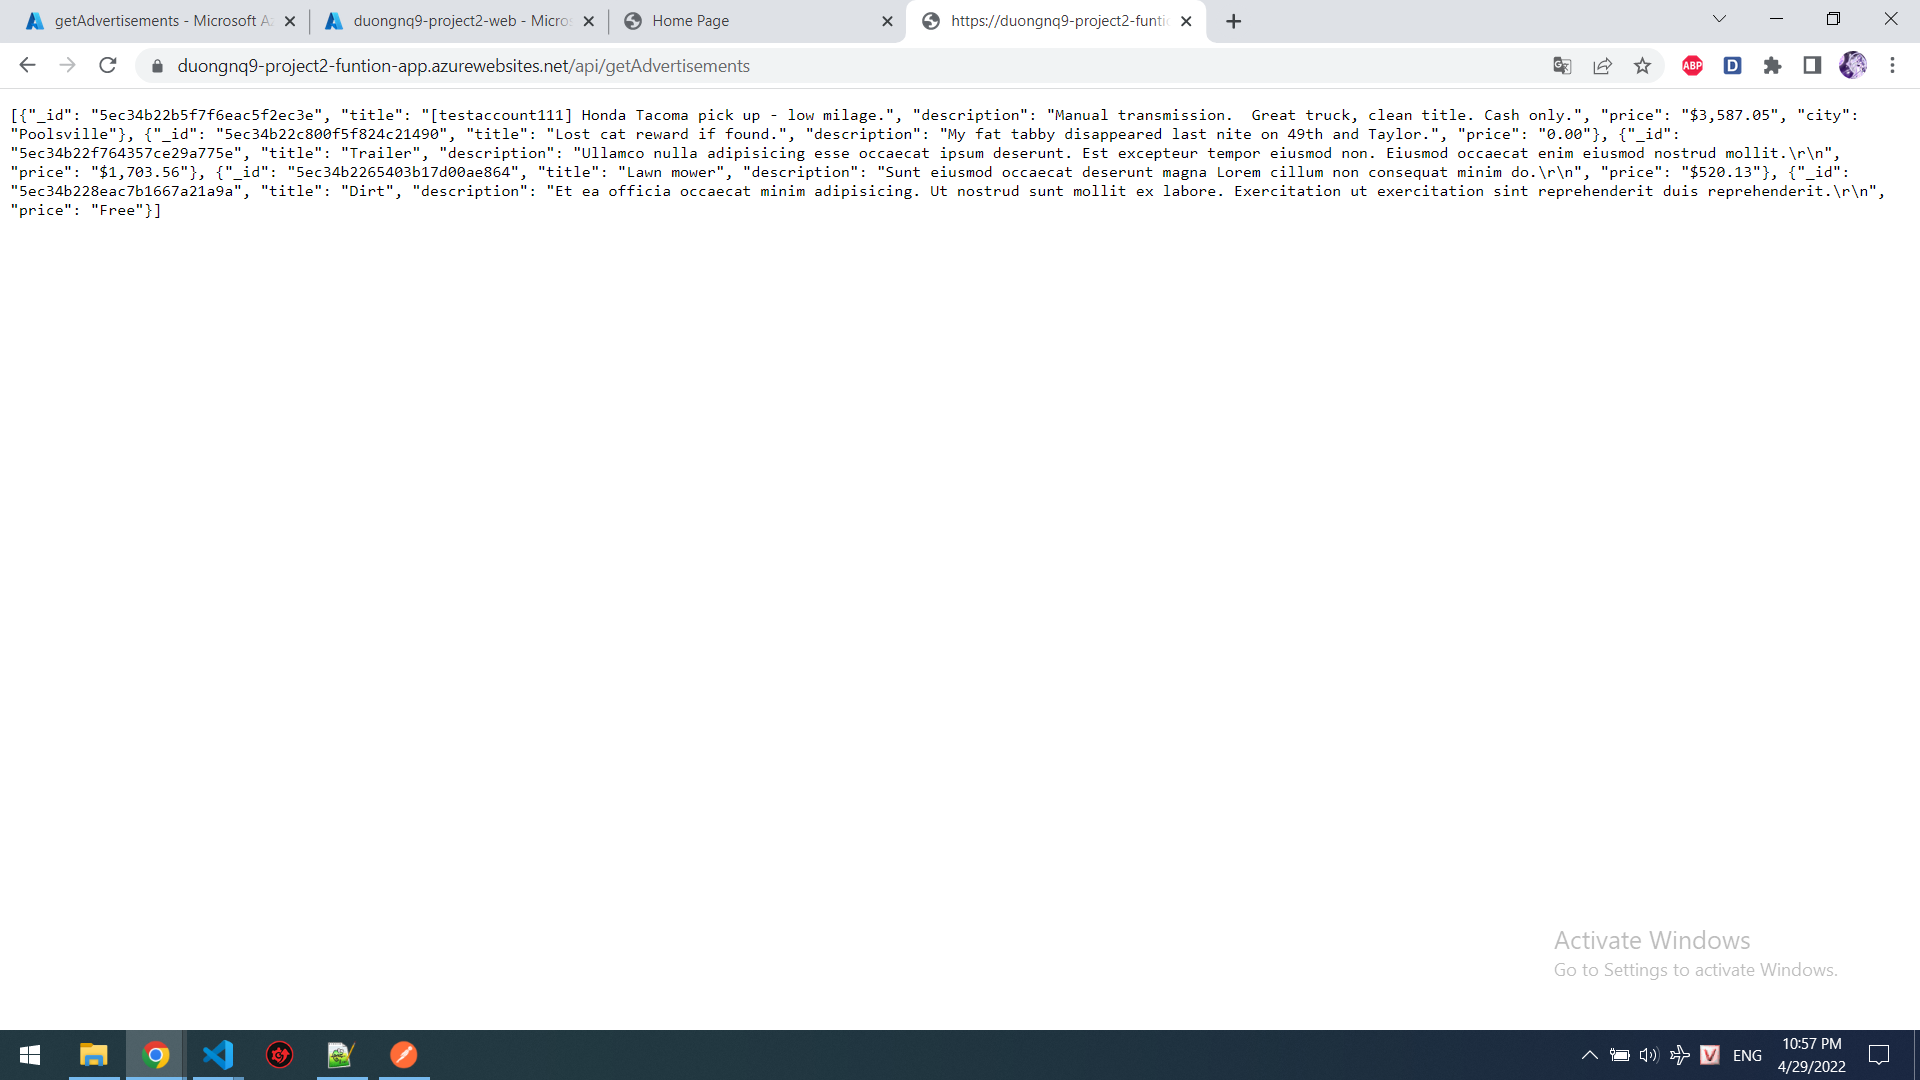 getAdvertisements - Microsoft Az
duongnq9-project2-web - Micros
Home Page
https://duongnq9-project2-funtio
duongnq9-project2-funtion-app.azurewebsites.net/api/getAdvertisements
ABP
D
[{"_id": "5ec34b22b5f7f6eac5f2ec3e", "title": "[testaccount111] Honda Tacoma pick up - low milage.", "description": "Manual transmission.  Great truck, clean title. Cash only.", "price": "$3,587.05", "city":
"Poolsville"}, {"_id": "5ec34b22c800f5f824c21490", "title": "Lost cat reward if found.", "description": "My fat tabby disappeared last nite on 49th and Taylor.", "price": "0.00"}, {"_id":
"5ec34b22f764357ce29a775e", "title": "Trailer", "description": "Ullamco nulla adipisicing esse occaecat ipsum deserunt. Est excepteur tempor eiusmod non. Eiusmod occaecat enim eiusmod nostrud mollit.\r\n",
"price": "$1,703.56"}, {"_id": "5ec34b2265403b17d00ae864", "title": "Lawn mower", "description": "Sunt eiusmod occaecat deserunt magna Lorem cillum non consequat minim do.\r\n", "price": "$520.13"}, {"_id":
"5ec34b228eac7b1667a21a9a", "title": "Dirt", "description": "Et ea officia occaecat minim adipisicing. Ut nostrud sunt mollit ex labore. Exercitation ut exercitation sint reprehenderit duis reprehenderit.\r\n",
"price": "Free"}]
Activate Windows
Go to Settings to activate Windows.
V
ENG
10:57 PM
4/29/2022